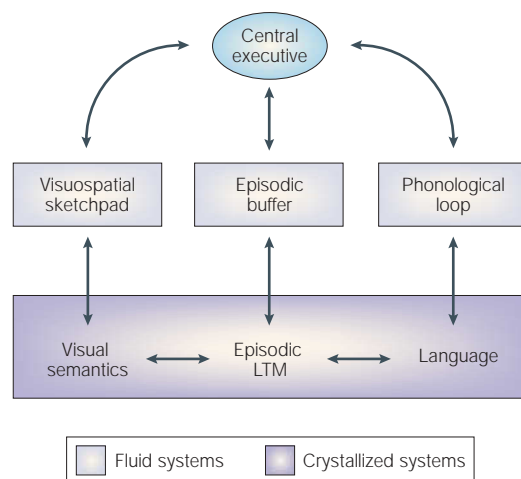 Central
executive
Visuospatial
sketchpad
Episodic
buffer
Phonological
loop
Visual
semantics
Episodic
LTM
Language
Fluid systems
Crystallized systems